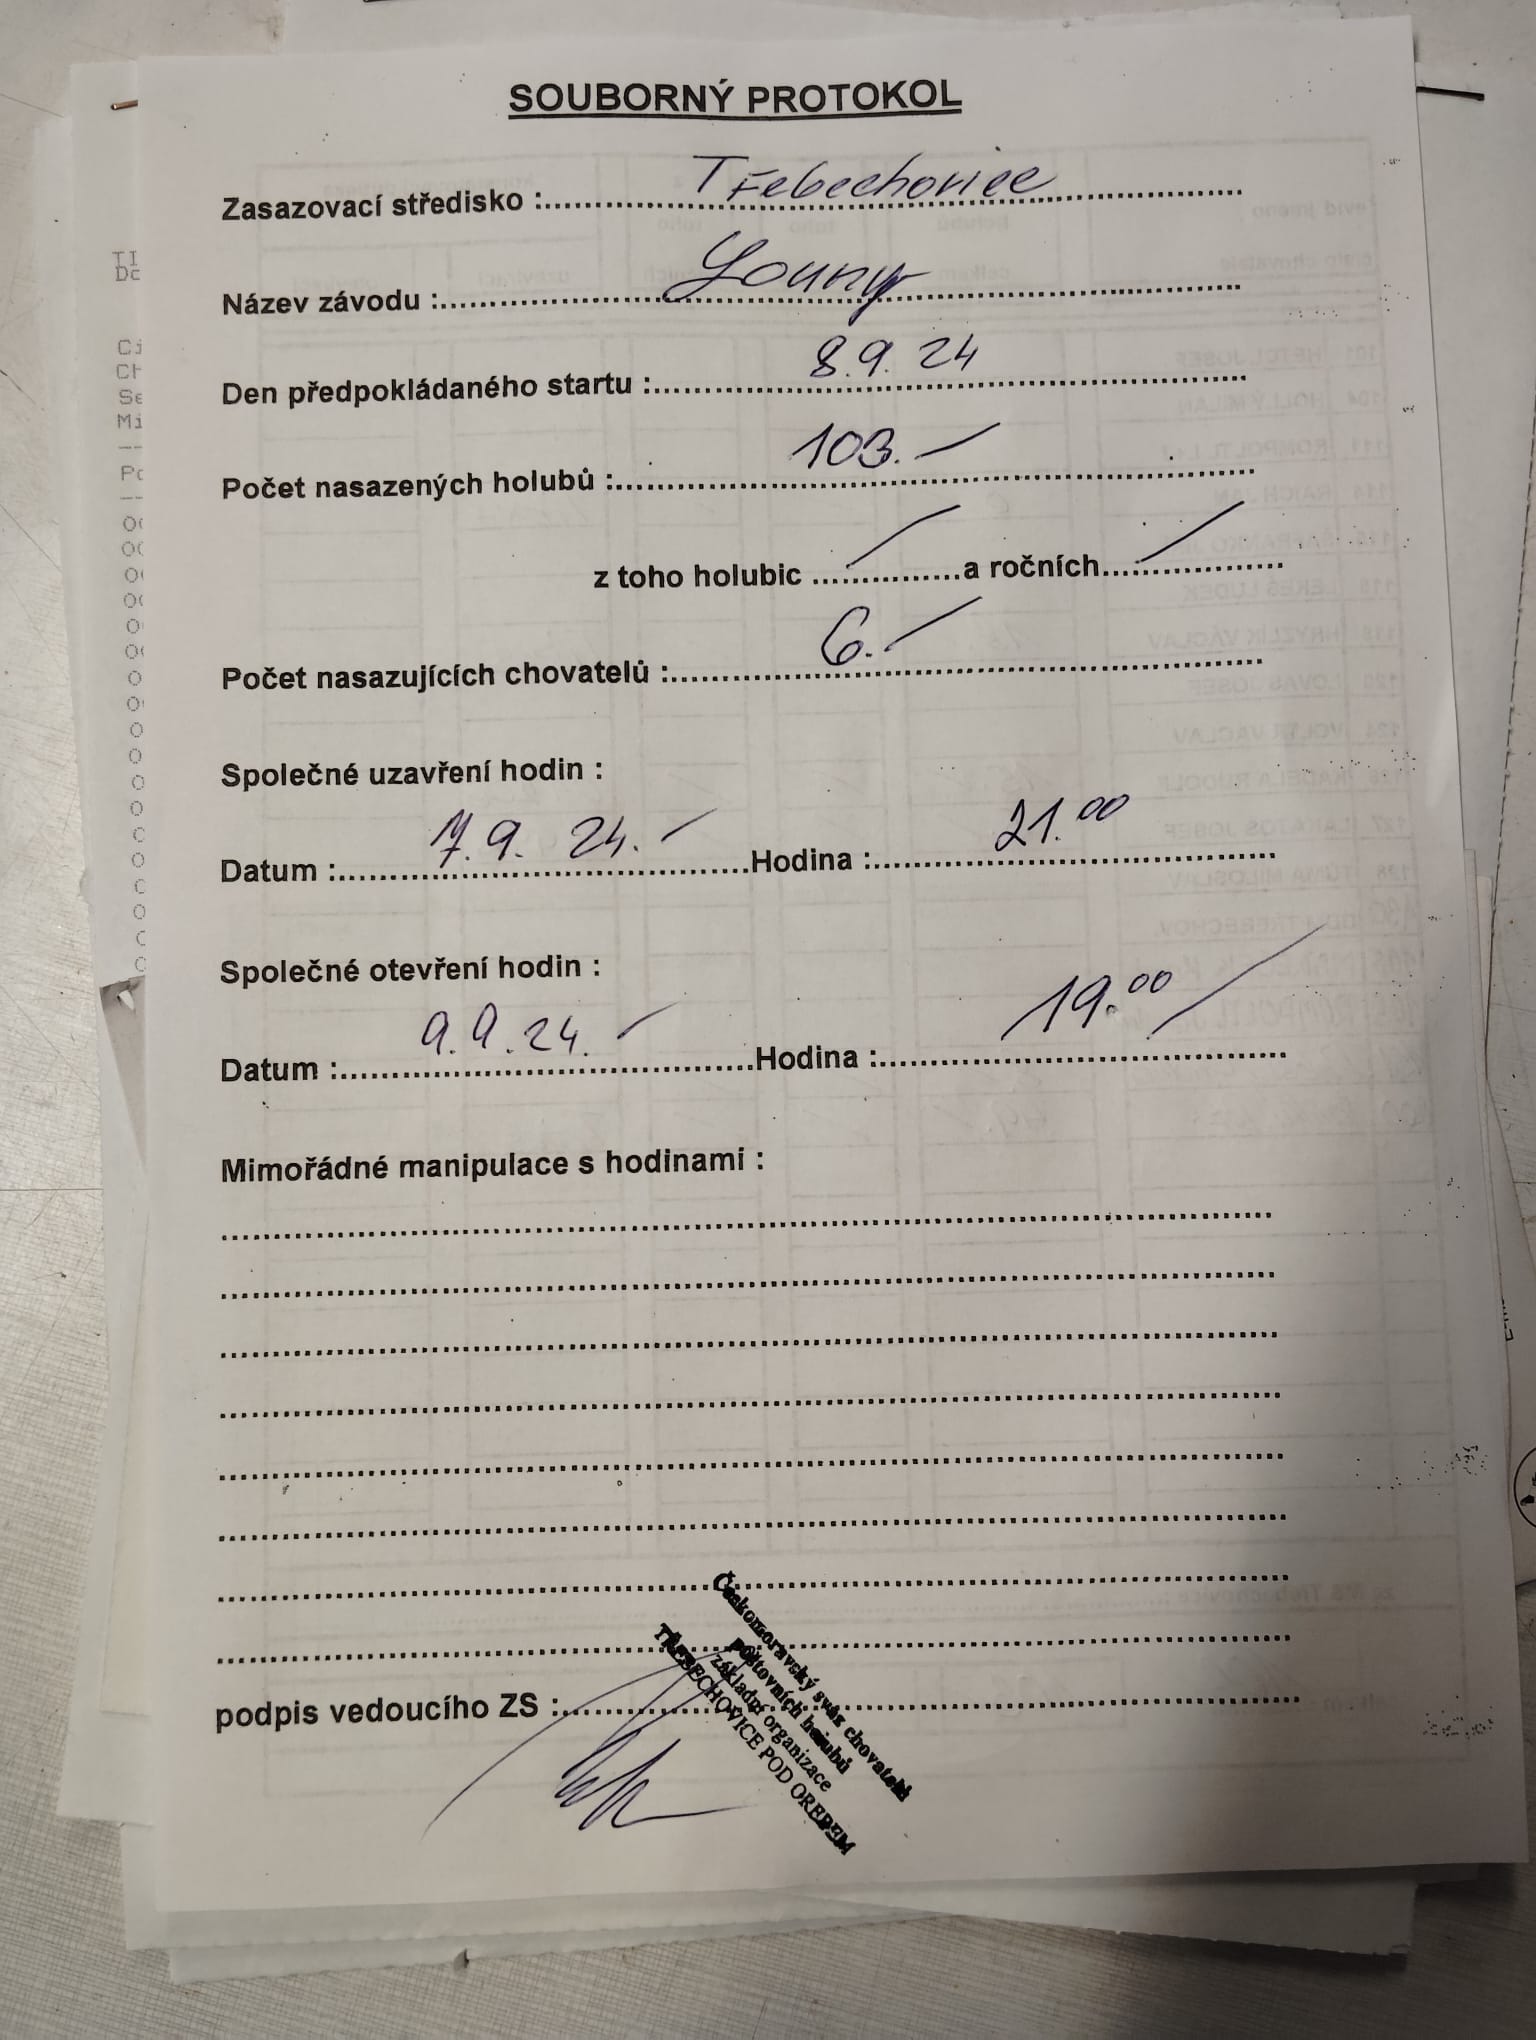 SOUBORNÝ PROTOKOL
Zasazovací středisko : Třebechovice
Název závodu : Louny
Den předpokládaného startu : 8.9. 24
Počet nasazených holubů : 103.-
z toho holubic ............... a ročních ...............
Počet nasazujících chovatelů : 6.-
Společné uzavření hodin :
Datum : 7.9. 24.- Hodina : 21.00
Společné otevření hodin :
Datum : 9.9.24.- Hodina : 19.00
Mimořádné manipulace s hodinami :
podpis vedoucího ZS :
Českomoravský svaz chovatelů
poštovních holubů
základní organizace
TŘEBECHOVICE POD OREBEM